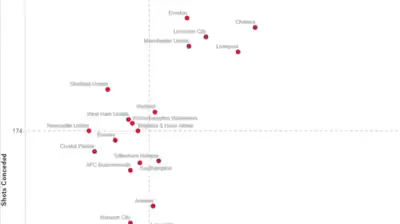 Everton
Chelsea
Leicester City
Manchester United
Liverpool
Sheffield United
Watford
West Ham United
Wolverhampton Wanderers
Newcastle United
Brighton & Hove Albion
174
Crystal Palace
Tottenham Hotspur
AFC Bournemouth
Southampton
Arsenal
Norwich City
Shots Conceded